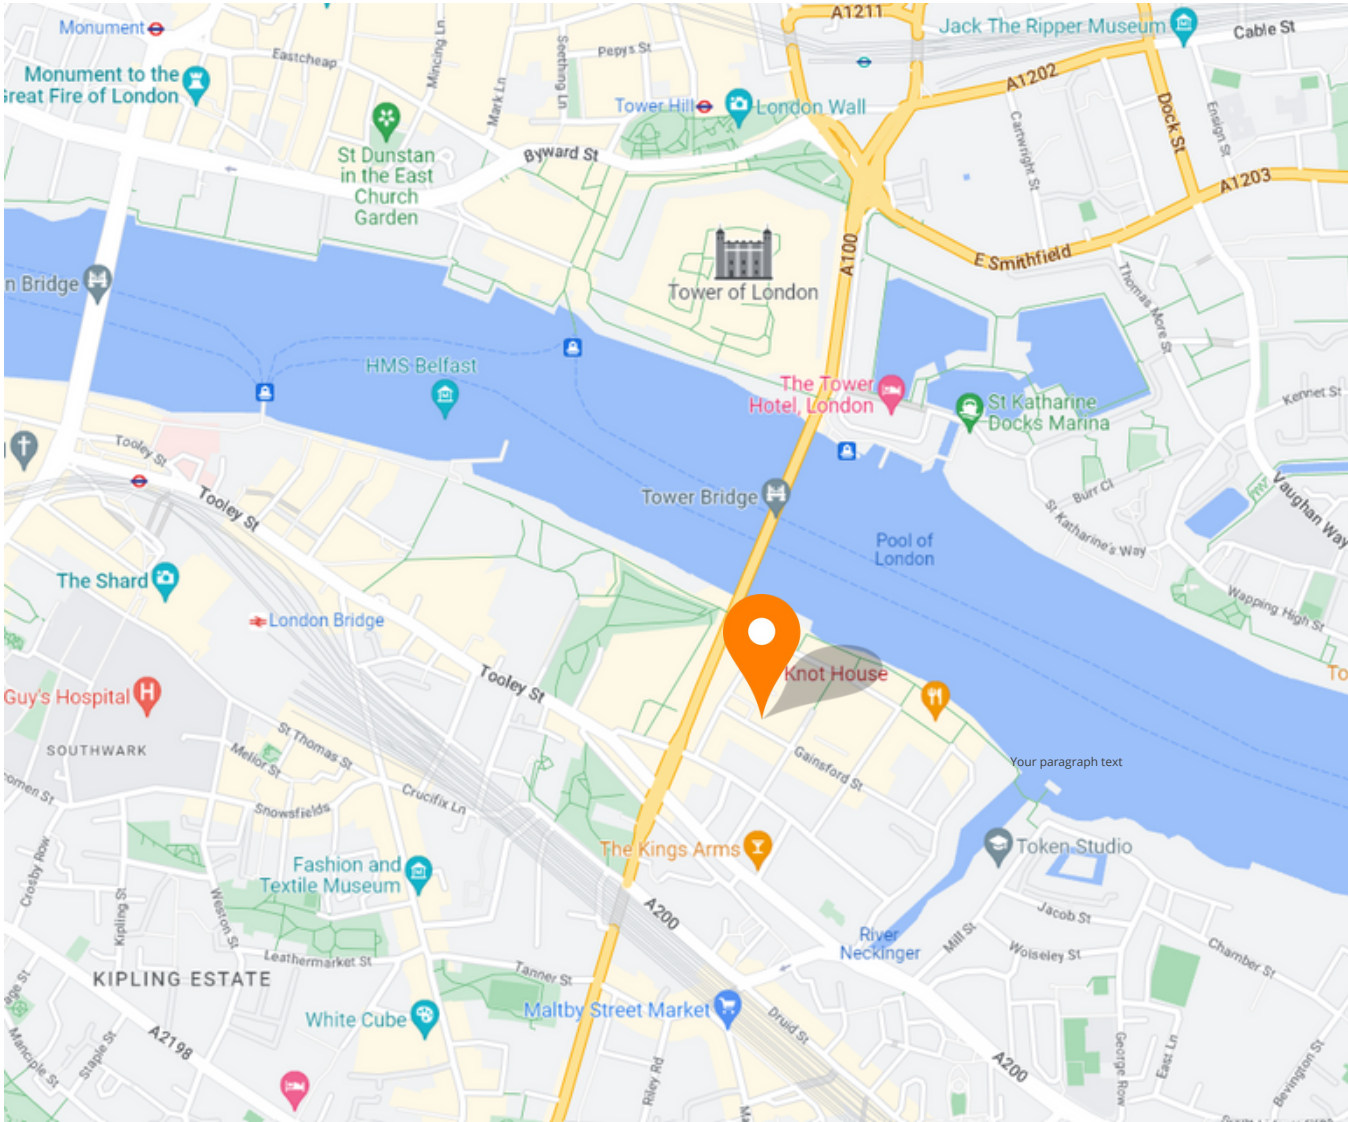 A1211
Jack The Ripper Museum
Cable St
Monument
Eastcheap
Mincing Ln
Seething Ln
Pepys St
Monument to the
Great Fire of London
Mark Ln
Tower Hill
London Wall
A1202
Dock St
Ensign St
Cartwright St
St Dunstan
in the East
Church
Garden
Byward St
A1203
A100
E Smithfield
Tower of London
n Bridge
Thomas More St
HMS Belfast
The Tower
Hotel, London
St Katharine
Docks Marina
Kennet St
Tooley St
Tooley St
Tower Bridge
Burr Cl
Vaughan Way
St Katharine's Way
Pool of
London
The Shard
London Bridge
Wapping High St
To
Knot House
Tooley St
Guy's Hospital
SOUTHWARK
St Thomas St
Melior St
Gainsford St
Your paragraph text
comen St
Snowsfields
Crucifix Ln
The Kings Arms
Token Studio
Fashion and
Textile Museum
Crosby Row
Kipling St
Weston St
A200
Jacob St
River
Neckinger
Mill St
Wolseley St
Chamber St
Leathermarket St
Tanner St
KIPLING ESTATE
age St
White Cube
Maltby Street Market
Druid St
A2198
Manciple St
Staple St
Riley Rd
Ma
A200
George Row
East Ln
Bevington St